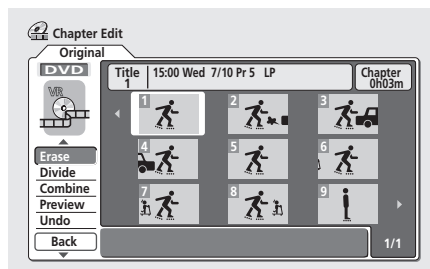 Chapter Edit
Original
DVD
VR
Title 1 15:00 Wed 7/10 Pr 5 LP
Chapter 0h03m
1 2 3
4 5 6
7 8 9
Erase
Divide
Combine
Preview
Undo
Back
1/1